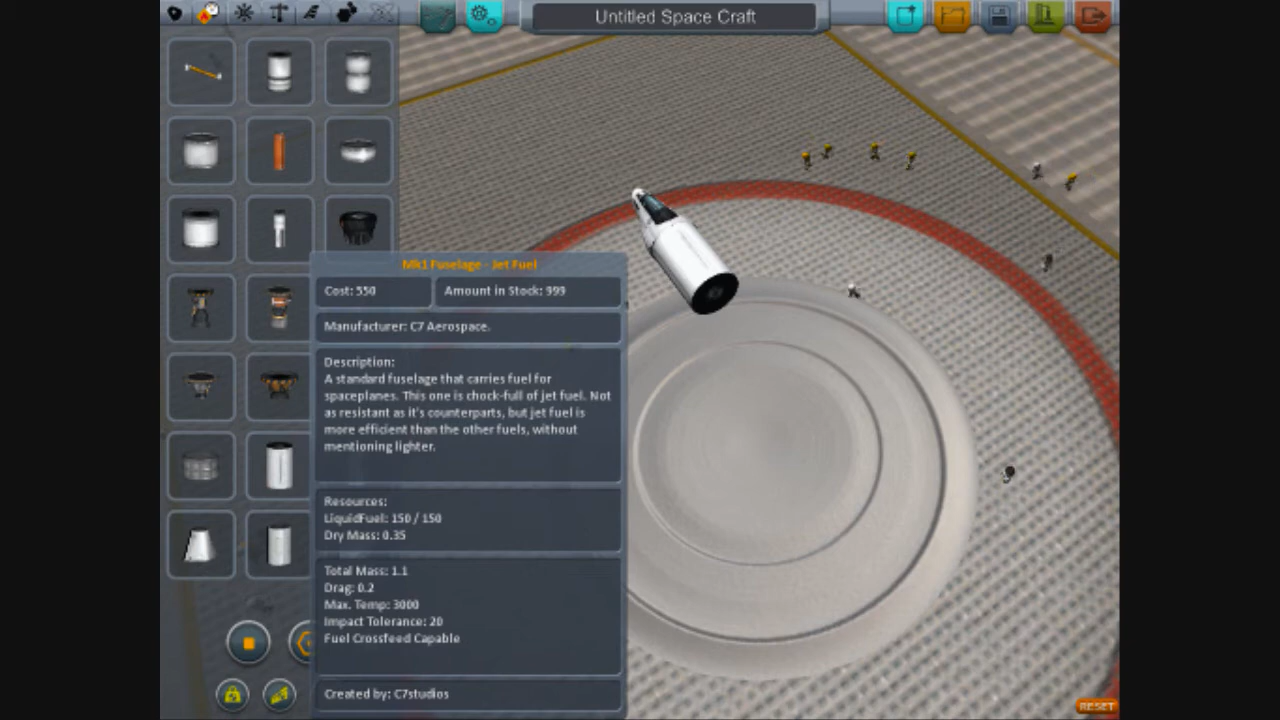 Untitled Space Craft
Mk1 Fuselage - Jet Fuel
Cost: 550
Amount in Stock: 999
Manufacturer: C7 Aerospace.
Description:
A standard fuselage that carries fuel for
spaceplanes. This one is chock-full of jet fuel. Not
as resistant as it's counterparts, but jet fuel is
more efficient than the other fuels, without
mentioning lighter.
Resources:
LiquidFuel: 150 / 150
Dry Mass: 0.35
Total Mass: 1.1
Drag: 0.2
Max. Temp: 3000
Impact Tolerance: 20
Fuel Crossfeed Capable
Created by: C7studios
RESET